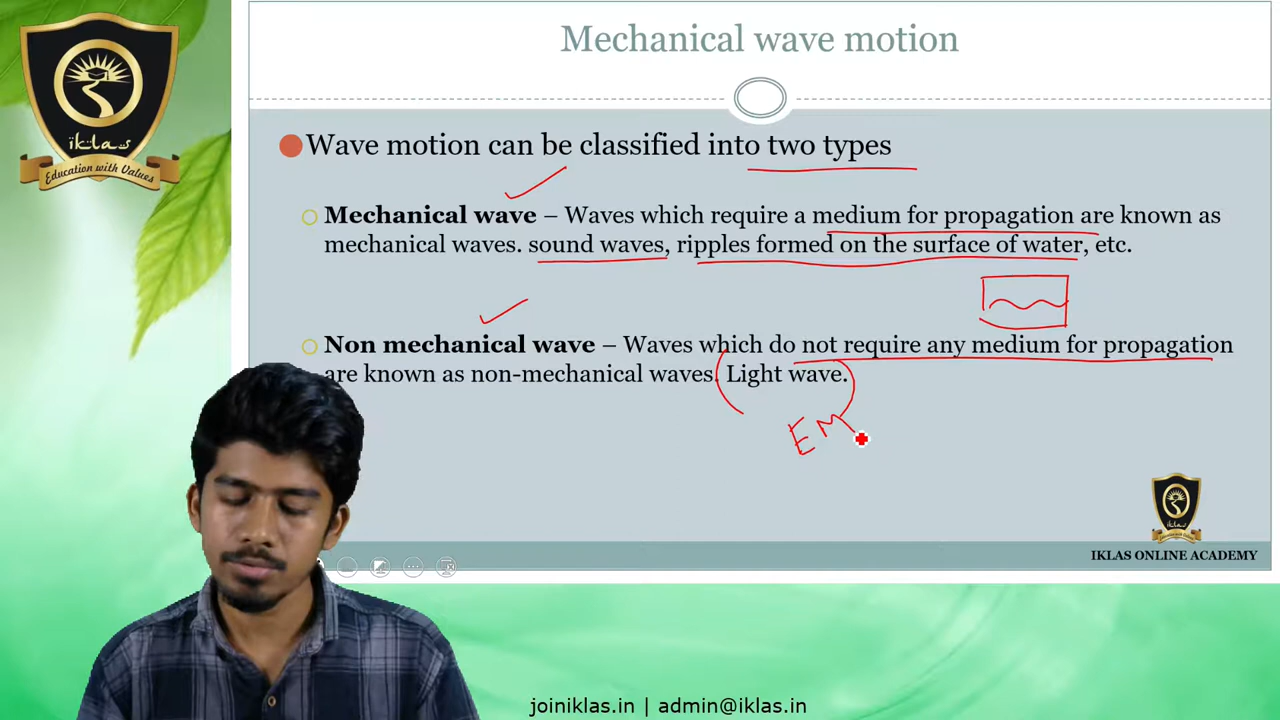 Mechanical wave motion
iklas
Education with Values
Wave motion can be classified into two types
Mechanical wave – Waves which require a medium for propagation are known as
mechanical waves. sound waves, ripples formed on the surface of water, etc.
Non mechanical wave – Waves which do not require any medium for propagation
are known as non-mechanical waves. Light wave.
EM
iklas
IKLAS ONLINE ACADEMY
joiniklas.in | admin@iklas.in